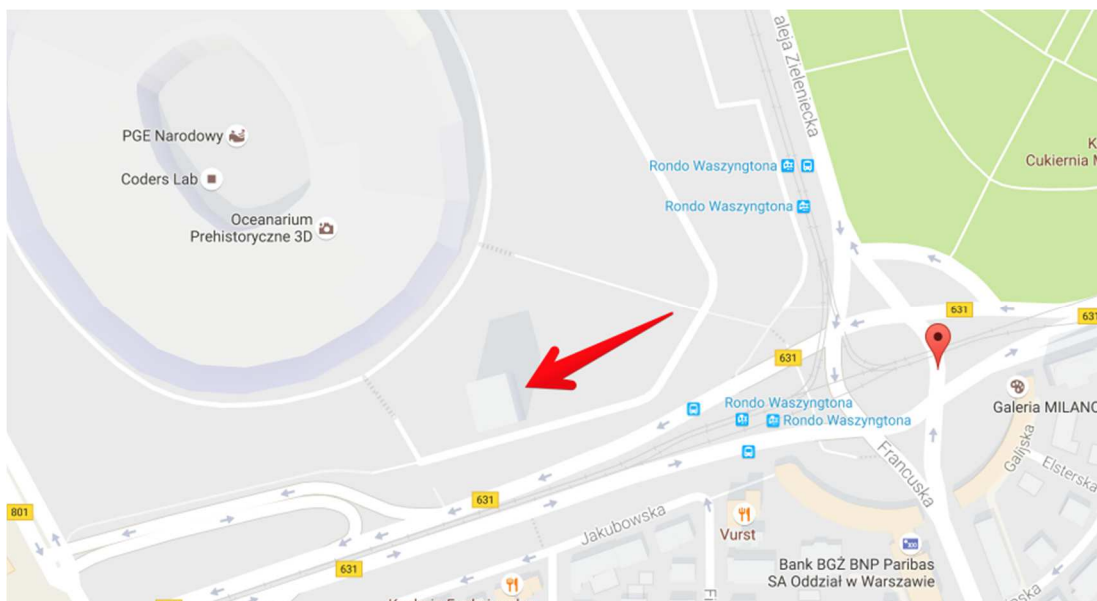 aleja Zieleniecka
PGE Narodowy
Coders Lab
Oceanarium
Prehistoryczne 3D
Rondo Waszyngtona
Rondo Waszyngtona
Cukiernia
631
631
631
Rondo Waszyngtona
Rondo Waszyngtona
Galeria MILANO
Galijska
Elsterska
Francuska
631
801
Jakubowska
Vurst
Bank BGŻ BNP Paribas
SA Oddział w Warszawie
631
631